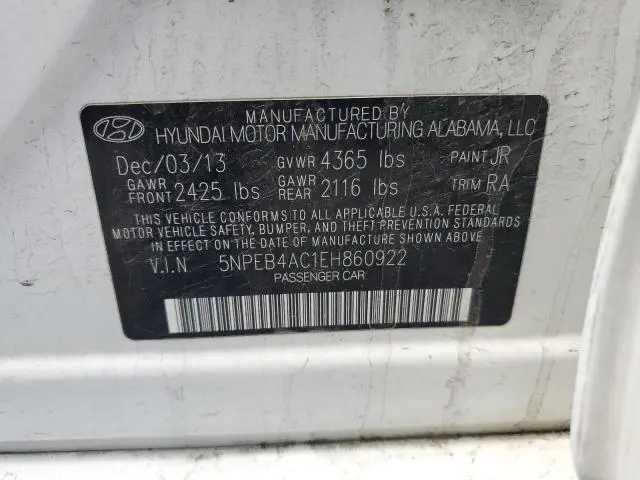 MANUFACTURED BY
HYUNDAI MOTOR MANUFACTURING ALABAMA, LLC
Dec/03/13 GVWR 4365 lbs PAINT JR
GAWR FRONT 2425 lbs GAWR REAR 2116 lbs TRIM RA
THIS VEHICLE CONFORMS TO ALL APPLICABLE U.S.A. FEDERAL
MOTOR VEHICLE SAFETY, BUMPER, AND THEFT PREVENTION STANDARDS
IN EFFECT ON THE DATE OF MANUFACTURE SHOWN ABOVE.
V.I.N 5NPEB4AC1EH860922
PASSENGER CAR